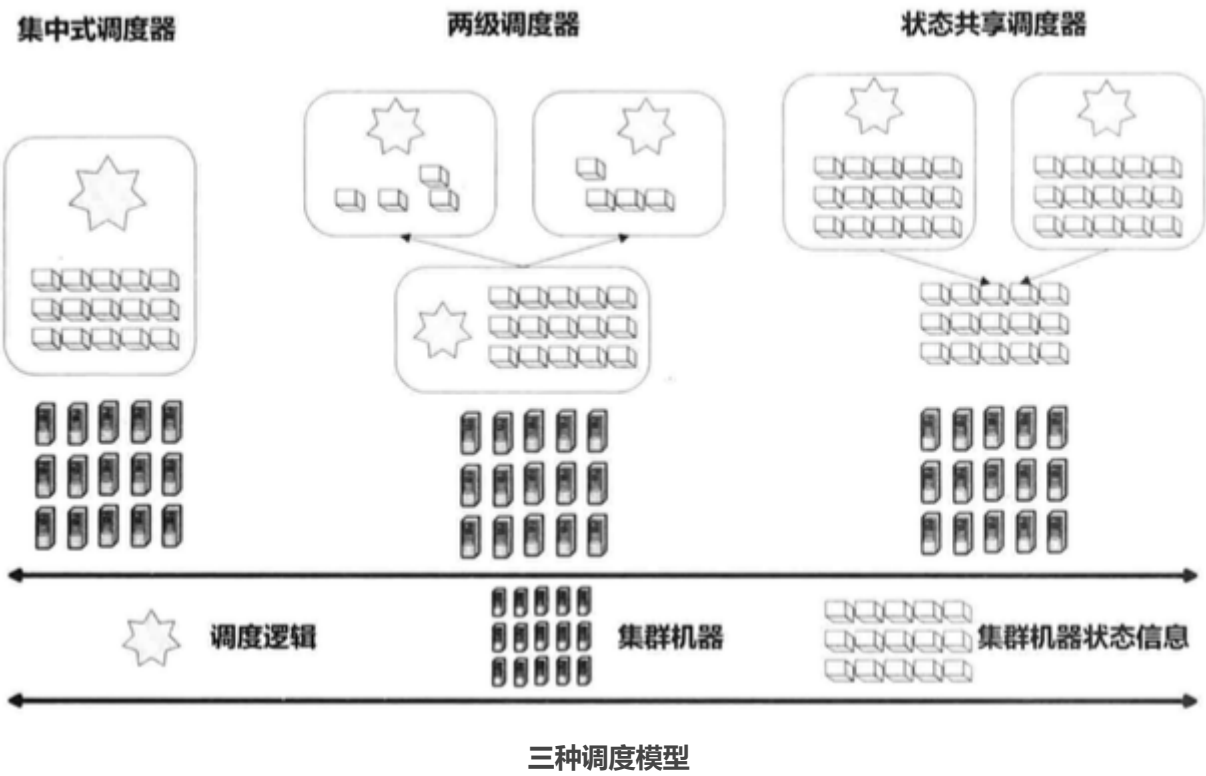 集中式调度器
两级调度器
状态共享调度器
调度逻辑
集群机器
集群机器状态信息
三种调度模型